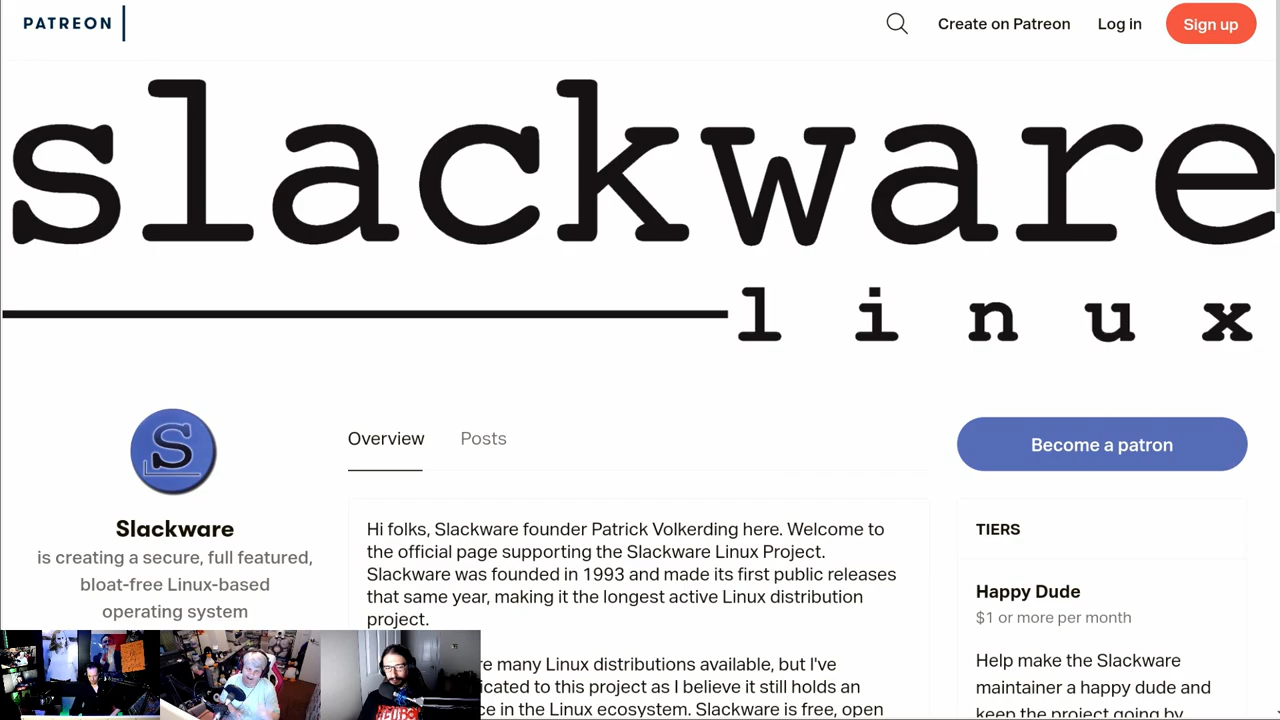 PATREON
Create on Patreon
Log in
Sign up
slackware
linux
S
Slackware
is creating a secure, full featured,
bloat-free Linux-based
operating system
Overview
Posts
Hi folks, Slackware founder Patrick Volkerding here. Welcome to
the official page supporting the Slackware Linux Project.
Slackware was founded in 1993 and made its first public releases
that same year, making it the longest active Linux distribution
project.
re many Linux distributions available, but I've
icated to this project as I believe it still holds an
ce in the Linux ecosystem. Slackware is free, open
Become a patron
TIERS
Happy Dude
$1 or more per month
Help make the Slackware
maintainer a happy dude and
keep the project going by